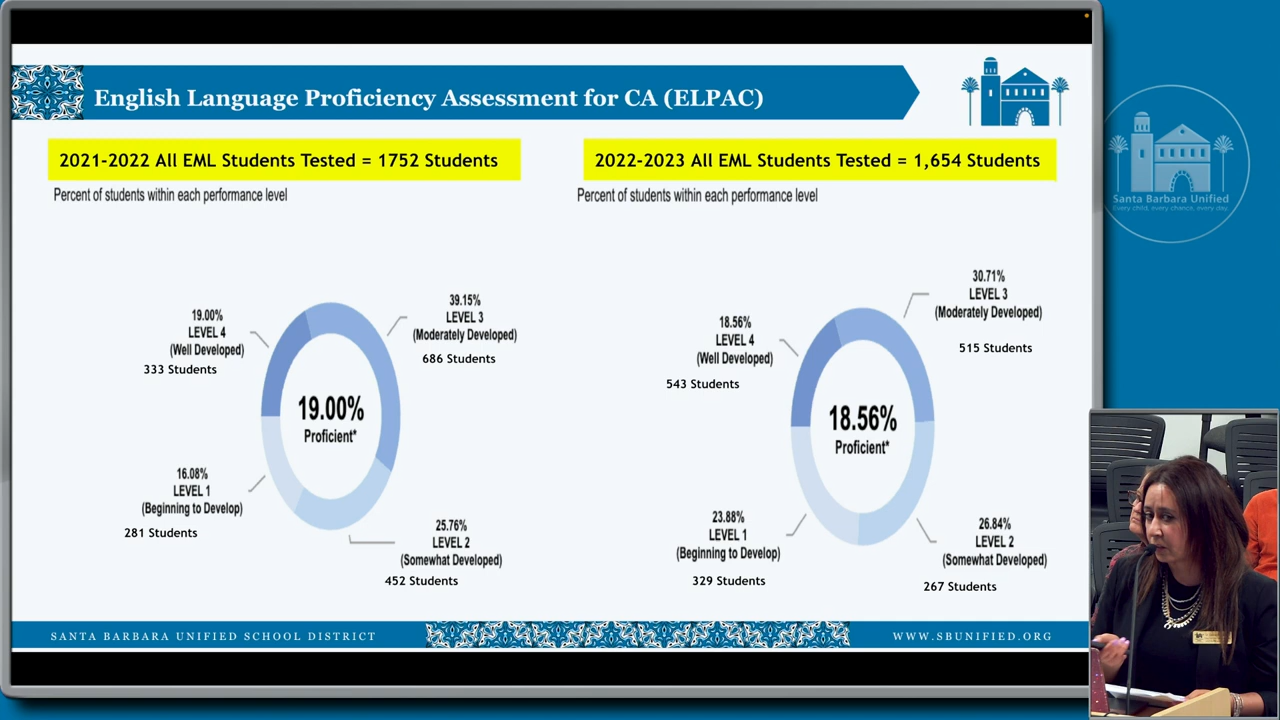 English Language Proficiency Assessment for CA (ELPAC)
2021-2022 All EML Students Tested = 1752 Students
Percent of students within each performance level
19.00%
LEVEL 4
(Well Developed)
333 Students
39.15%
LEVEL 3
(Moderately Developed)
686 Students
19.00%
Proficient*
16.08%
LEVEL 1
(Beginning to Develop)
281 Students
25.76%
LEVEL 2
(Somewhat Developed)
452 Students
2022-2023 All EML Students Tested = 1,654 Students
Percent of students within each performance level
18.56%
LEVEL 4
(Well Developed)
543 Students
30.71%
LEVEL 3
(Moderately Developed)
515 Students
18.56%
Proficient*
23.88%
LEVEL 1
(Beginning to Develop)
329 Students
26.84%
LEVEL 2
(Somewhat Developed)
267 Students
SANTA BARBARA UNIFIED SCHOOL DISTRICT
WWW.SBUNIFIED.ORG
Santa Barbara Unified
Every child, every chance, every day.